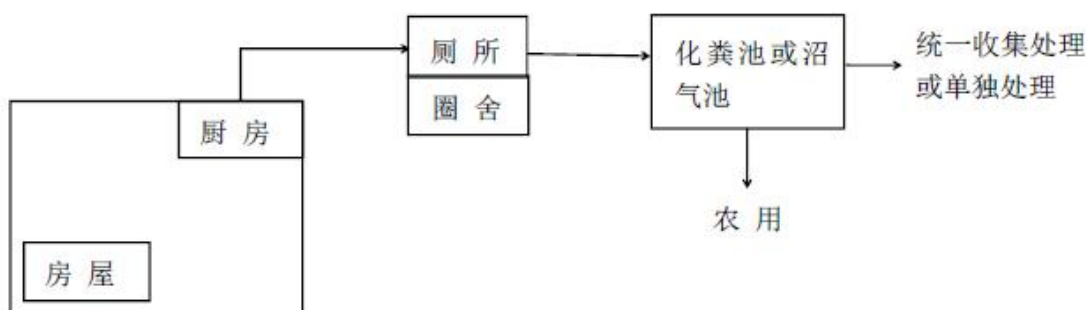 厕所
圈舍
厨房
房屋
化粪池或沼
气池
统一收集处理
或单独处理
农用